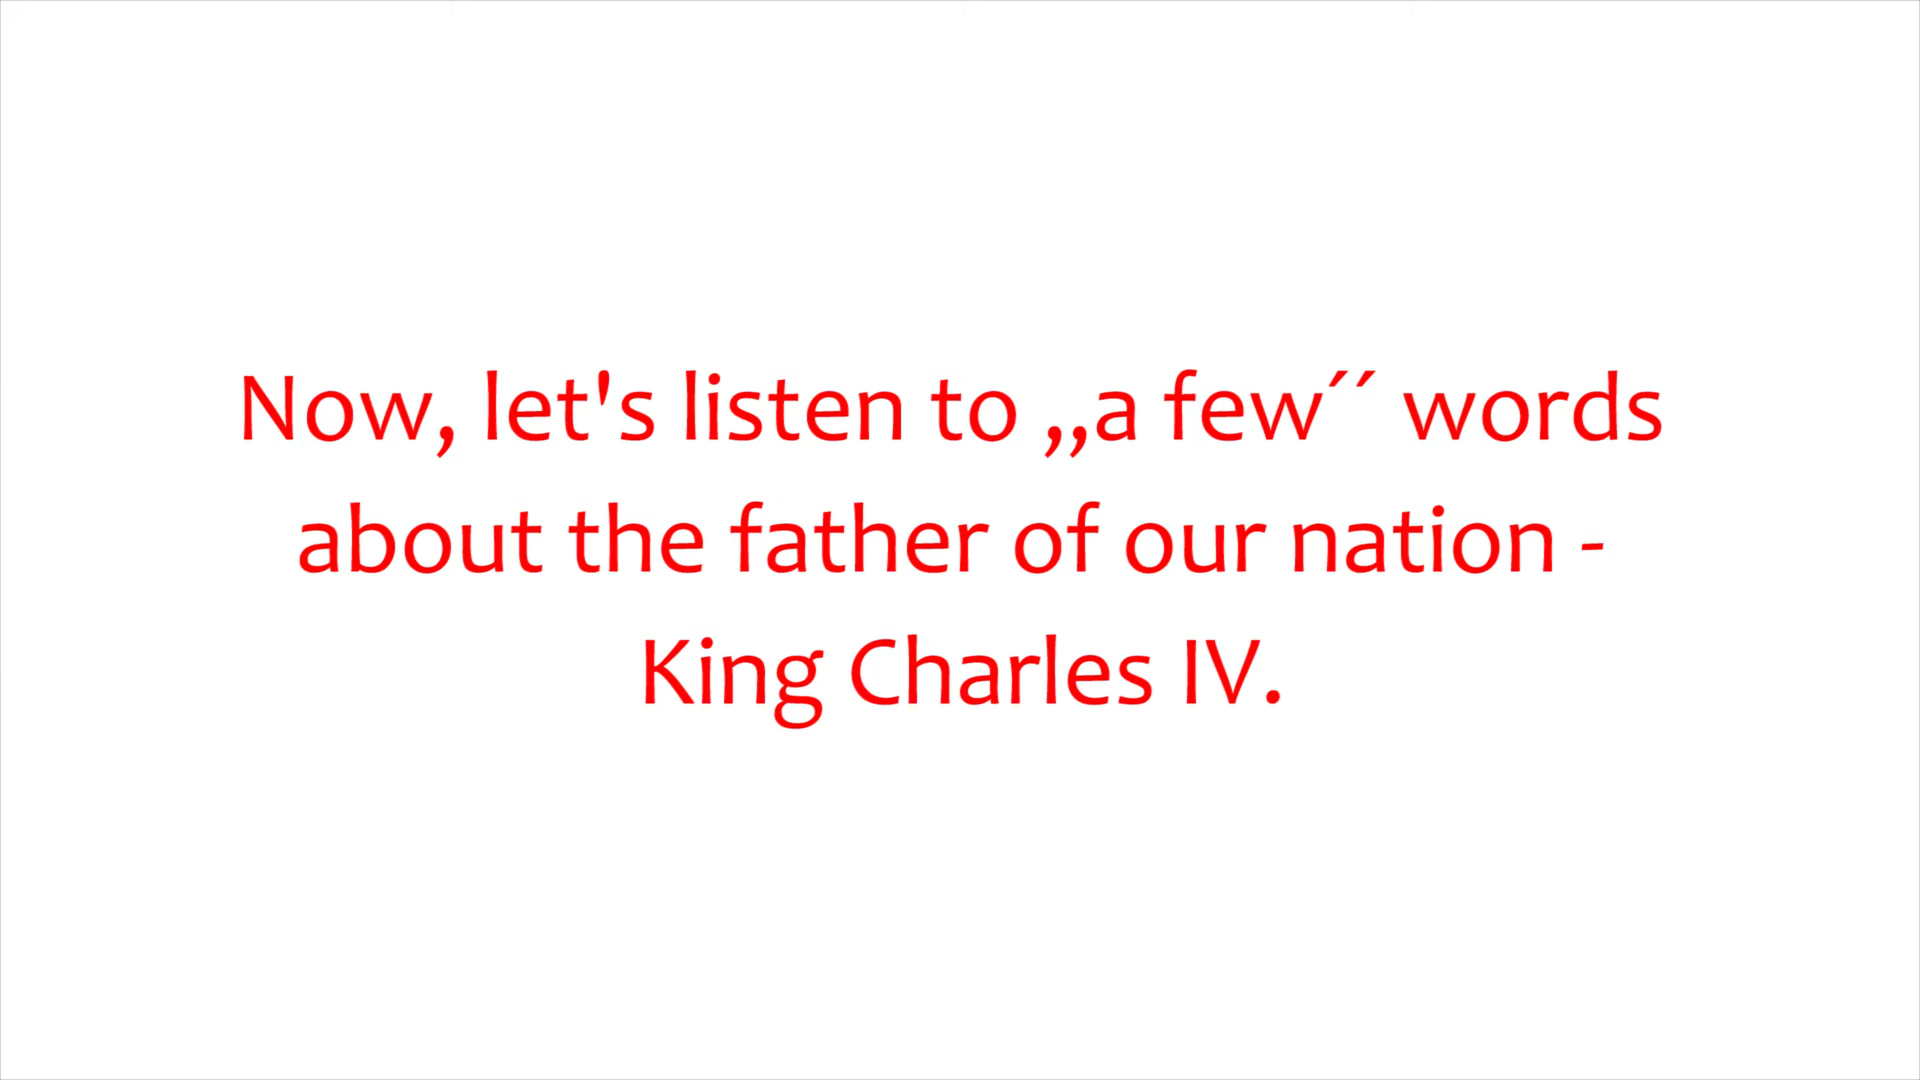 Now, let's listen to ,,a few´´ words
about the father of our nation -
King Charles IV.